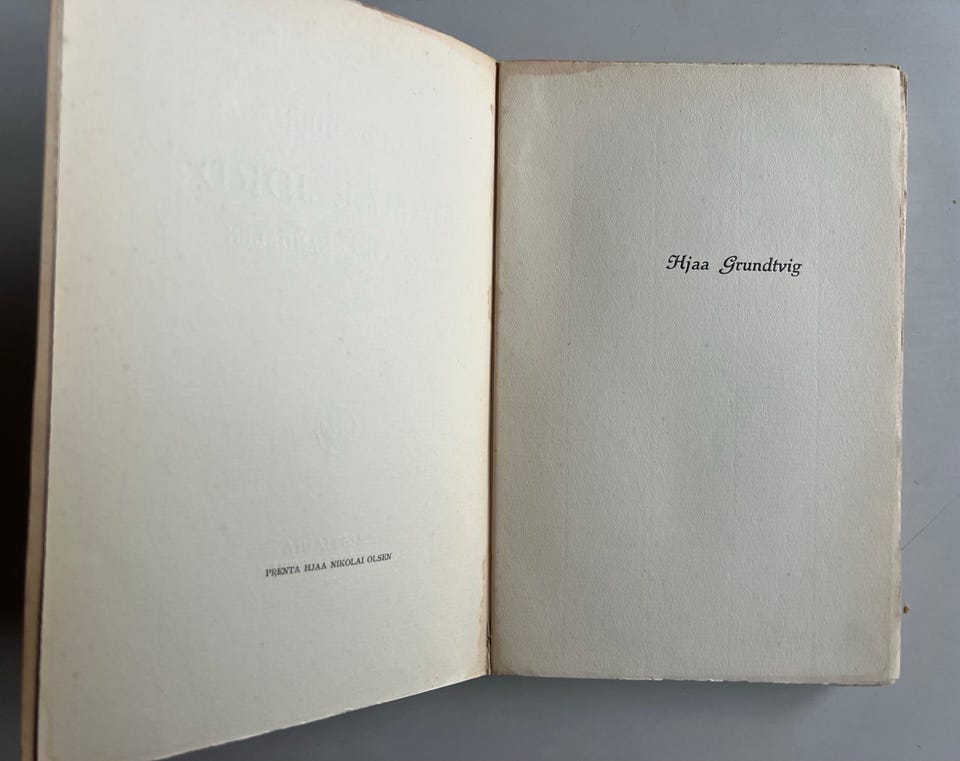 PRENTA HJAA NIKOLAI OLSEN
Hjaa Grundtvig